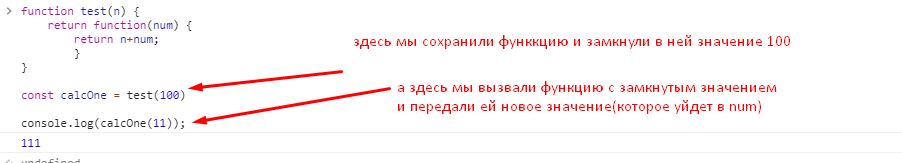 function test(n) {
return function(num) {
return n+num;
}
}
здесь мы сохранили функкцию и замкнули в ней значение 100
const calcOne = test(100)
а здесь мы вызвали функцию с замкнутым значением
и передали ей новое значение(которое уйдет в num)
console.log(calcOne(11));
111
undefined